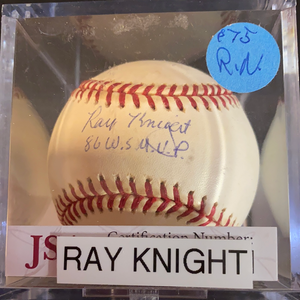 $75
R.N.
Ray Knight
86 W.S. M.V.P.
JS
Certification Number:
RAY KNIGHT